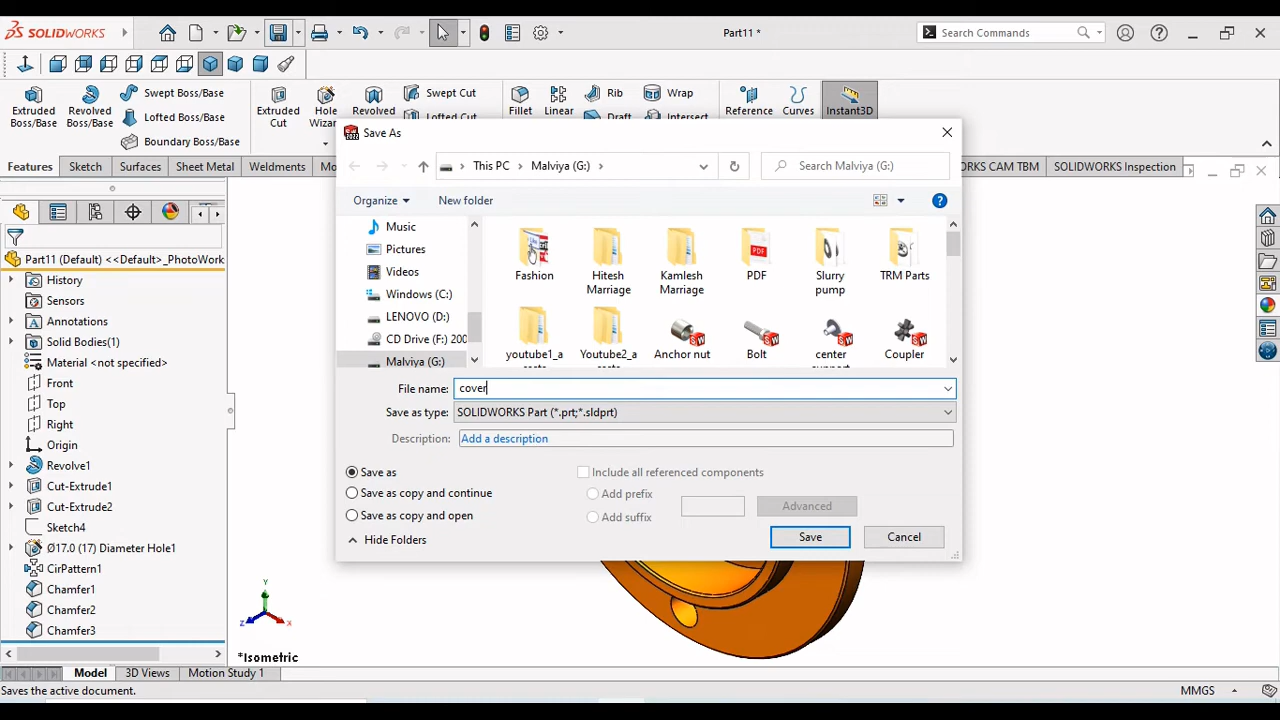 SOLIDWORKS
Part11 *
Search Commands
Extruded Boss/Base
Revolved Boss/Base
Swept Boss/Base
Lofted Boss/Base
Boundary Boss/Base
Extruded Cut
Hole Wizar
Revolved
Swept Cut
Lofted Cut
Fillet
Linear
Rib
Draft
Wrap
Intersect
Reference
Curves
Instant3D
Features
Sketch
Surfaces
Sheet Metal
Weldments
Mo
WORKS CAM TBM
SOLIDWORKS Inspection
Part11 (Default) <<Default>_PhotoWork
History
Sensors
Annotations
Solid Bodies(1)
Material <not specified>
Front
Top
Right
Origin
Revolve1
Cut-Extrude1
Cut-Extrude2
Sketch4
Ø17.0 (17) Diameter Hole1
CirPattern1
Chamfer1
Chamfer2
Chamfer3
Save As
This PC > Malviya (G:) >
Search Malviya (G:)
Organize
New folder
Music
Pictures
Videos
Windows (C:)
LENOVO (D:)
CD Drive (F:) 200
Malviya (G:)
Fashion
Hitesh Marriage
Kamlesh Marriage
PDF
Slurry pump
TRM Parts
youtube1_a
Youtube2_a
Anchor nut
Bolt
center support
Coupler
File name: cover
Save as type: SOLIDWORKS Part (*.prt;*.sldprt)
Description: Add a description
Save as
Save as copy and continue
Save as copy and open
Include all referenced components
Add prefix
Add suffix
Advanced
Hide Folders
Save
Cancel
Y
Z
X
*Isometric
Model
3D Views
Motion Study 1
Saves the active document.
MMGS